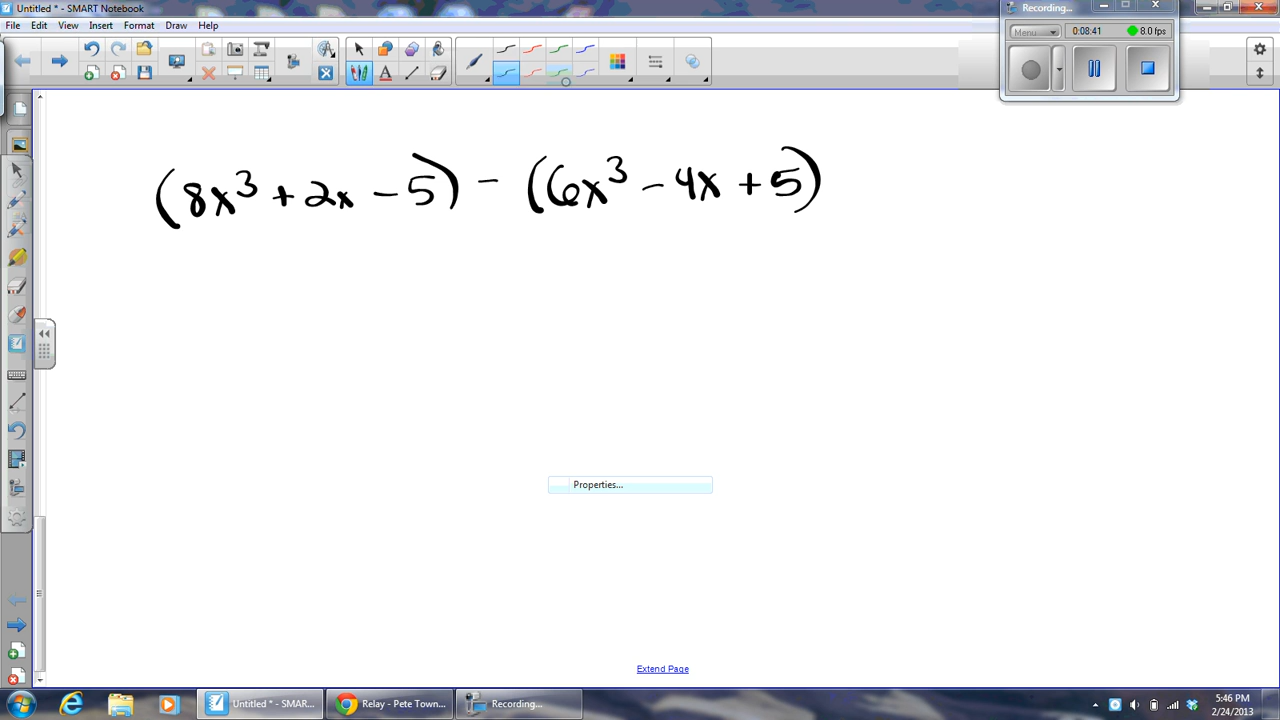 Untitled * - SMART Notebook
Recording...
File Edit View Insert Format Draw Help
Menu 0:08:41 8.0 fps
(8x³ + 2x - 5) - (6x³ - 4x + 5)
Properties...
Extend Page
Untitled * - SMAR... Relay - Pete Town... Recording... 5:46 PM
2/24/2013